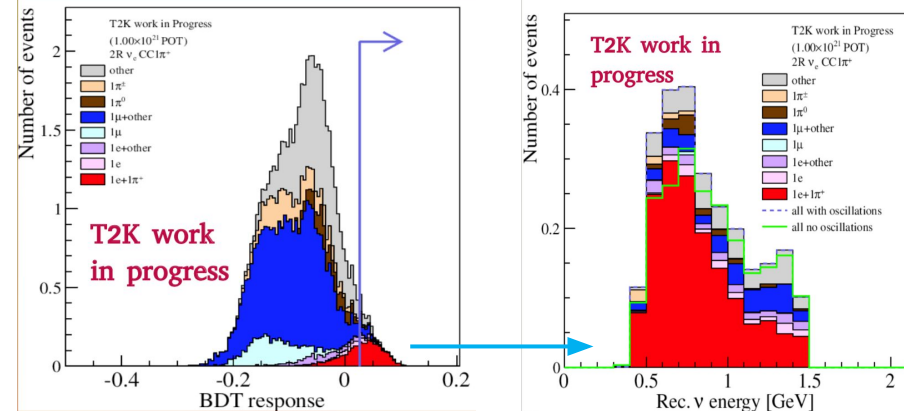 T2K work in Progress
(1.00×10²¹ POT)
2R νₑ CC1π⁺
other
1π±
1π⁰
1μ+other
1μ
1e+other
1e
1e+1π⁺
T2K work
in progress
Number of events
2
1.5
1
0.5
0
-0.4
-0.2
0
0.2
BDT response
T2K work in
progress
T2K work in Progress
(1.00×10²¹ POT)
2R νₑ CC1π⁺
other
1π±
1π⁰
1μ+other
1μ
1e+other
1e
1e+1π⁺
all with oscillations
all no oscillations
Number of events
0.4
0.2
0
0
0.5
1
1.5
2
Rec. ν energy [GeV]